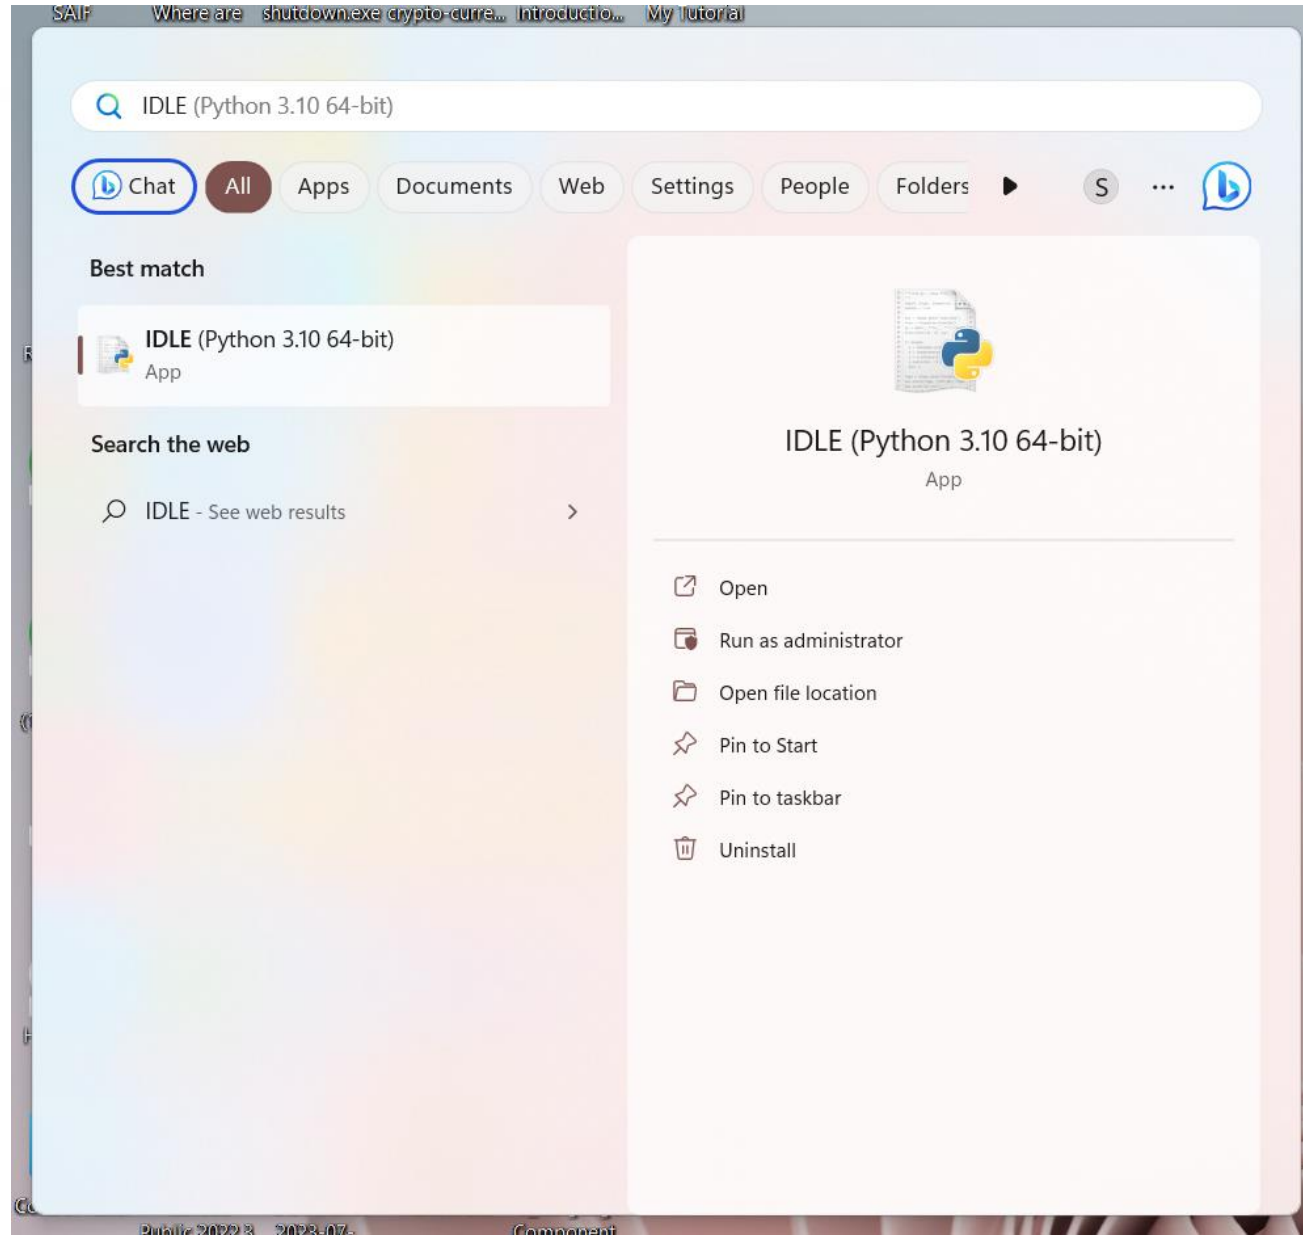 SAIF Where are shutdown.exe crypto-curre... Introductio... My Tutorial
IDLE (Python 3.10 64-bit)
Chat All Apps Documents Web Settings People Folders S ...
Best match
IDLE (Python 3.10 64-bit)
App
Search the web
IDLE - See web results
IDLE (Python 3.10 64-bit)
App
Open
Run as administrator
Open file location
Pin to Start
Pin to taskbar
Uninstall
Public 2022.3 2023-07- Component